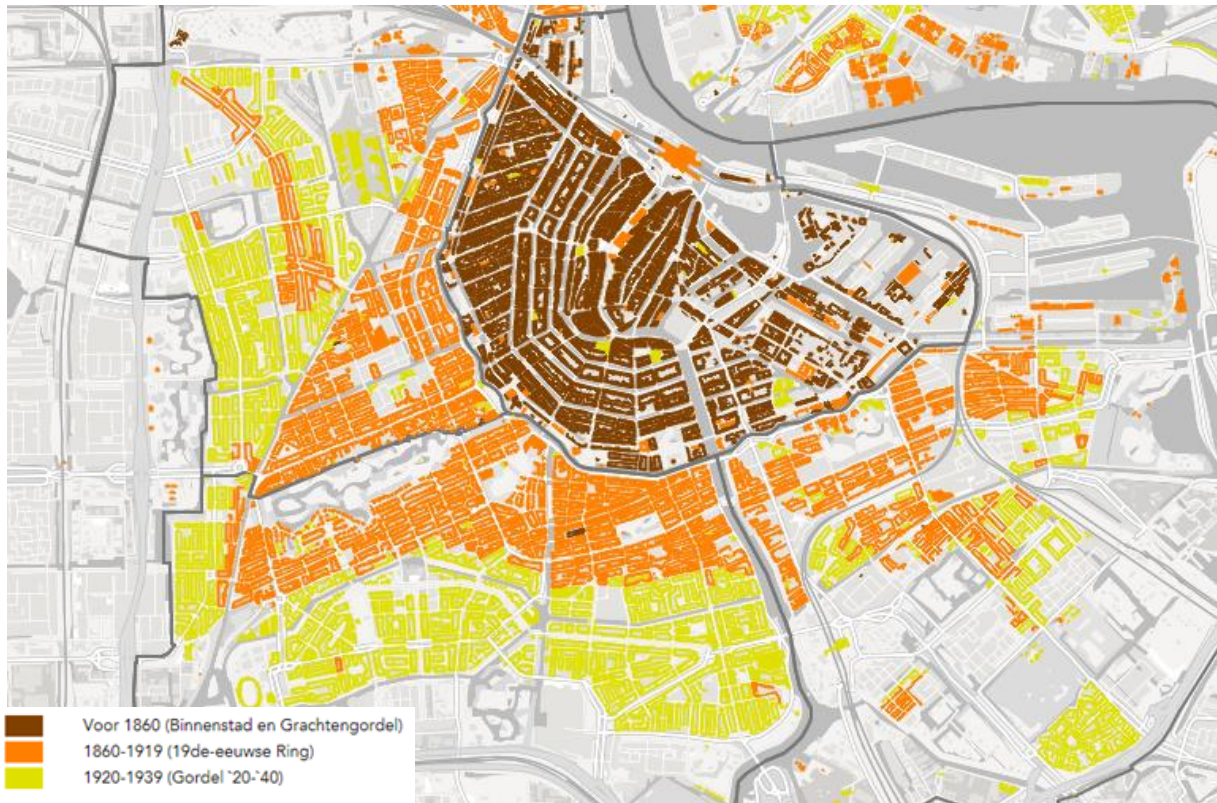 Voor 1860 (Binnenstad en Grachtengordel)
1860-1919 (19de-eeuwse Ring)
1920-1939 (Gordel `20-`40)